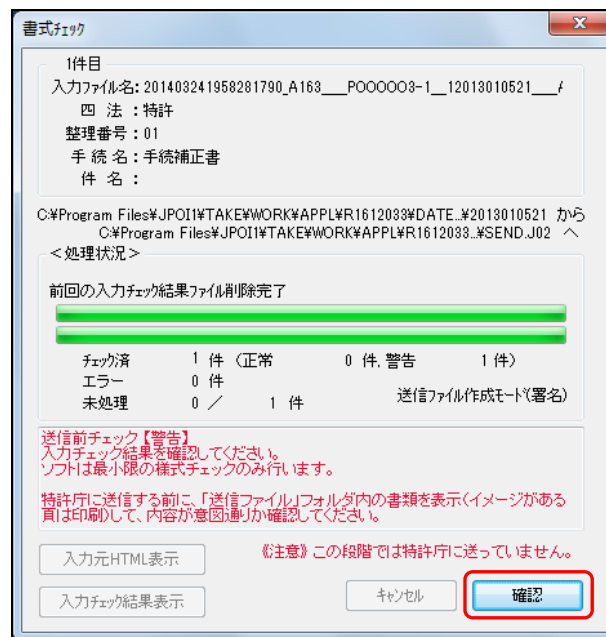 書式ﾁｪｯｸ
1件目
入力ﾌｧｲﾙ名: 201403241958281790_A163___POOOOO3-1__12013010521___/
四 法 : 特許
整理番号 : 01
手 続 名 : 手続補正書
件 名 :
C:¥Program Files¥JPOI1¥TAKE¥WORK¥APPL¥R1612033¥DATE..¥2013010521 から
C:¥Program Files¥JPOI1¥TAKE¥WORK¥APPL¥R1612033..¥SEND.J02 へ
＜処理状況＞
前回の入力ﾁｪｯｸ結果ﾌｧｲﾙ削除完了
ﾁｪｯｸ済 1 件 (正常 0 件, 警告 1 件)
エラー 0 件
未処理 0 ／ 1 件 送信ﾌｧｲﾙ作成ﾓｰﾄﾞ(署名)
送信前チェック【警告】
入力チェック結果を確認してください。
ソフトは最小限の様式チェックのみ行います。
特許庁に送信する前に、「送信ファイル」フォルダ内の書類を表示(イメージがある
頁は印刷)して、内容が意図通りか確認してください。
入力元HTML表示 《注意》この段階では特許庁に送っていません。
入力ﾁｪｯｸ結果表示 ｷｬﾝｾﾙ 確認